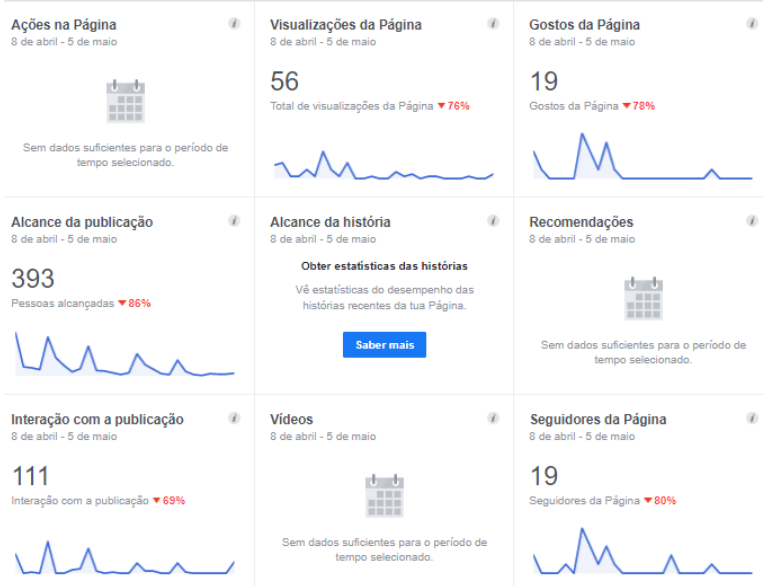 Ações na Página
8 de abril - 5 de maio
Sem dados suficientes para o período de
tempo selecionado.
Visualizações da Página
8 de abril - 5 de maio
56
Total de visualizações da Página ▼76%
Gostos da Página
8 de abril - 5 de maio
19
Gostos da Página ▼78%
Alcance da publicação
8 de abril - 5 de maio
393
Pessoas alcançadas ▼86%
Alcance da história
8 de abril - 5 de maio
Obter estatísticas das histórias
Vê estatísticas do desempenho das
histórias recentes da tua Página.
Saber mais
Recomendações
8 de abril - 5 de maio
Sem dados suficientes para o período de
tempo selecionado.
Interação com a publicação
8 de abril - 5 de maio
111
Interação com a publicação ▼69%
Vídeos
8 de abril - 5 de maio
Sem dados suficientes para o período de
tempo selecionado.
Seguidores da Página
8 de abril - 5 de maio
19
Seguidores da Página ▼80%